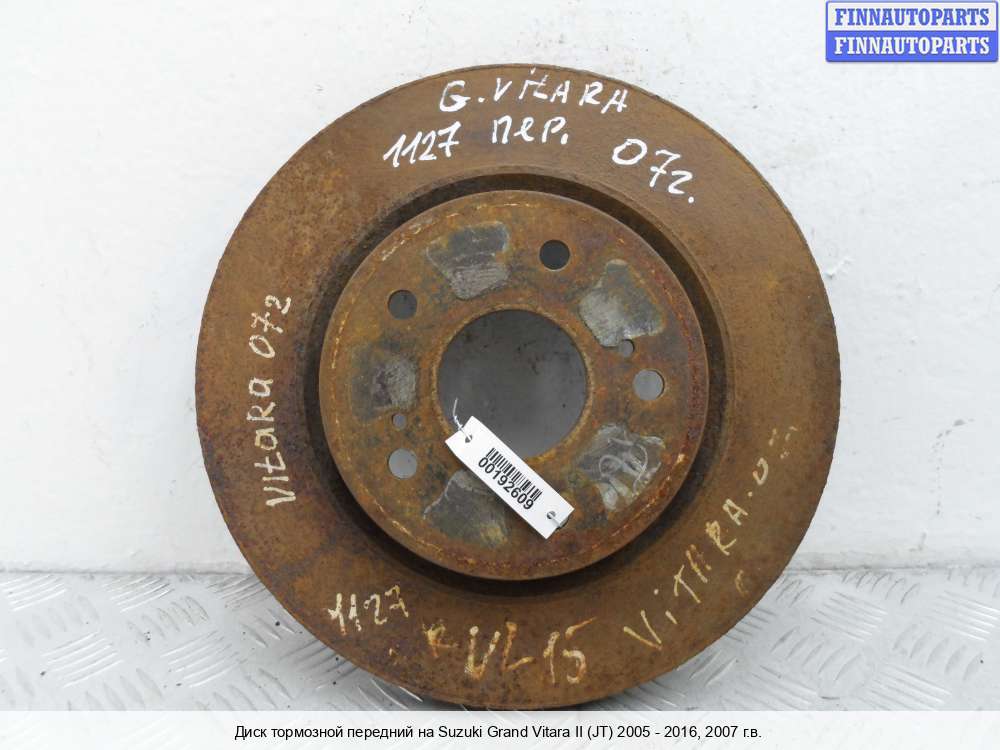 FINNAUTOPARTS
FINNAUTOPARTS
G. VitARA
1127 пер. 07г.
VitaRa 07г
00192609
1127
VL15
ViTARA.
Диск тормозной передний на Suzuki Grand Vitara II (JT) 2005 - 2016, 2007 г.в.